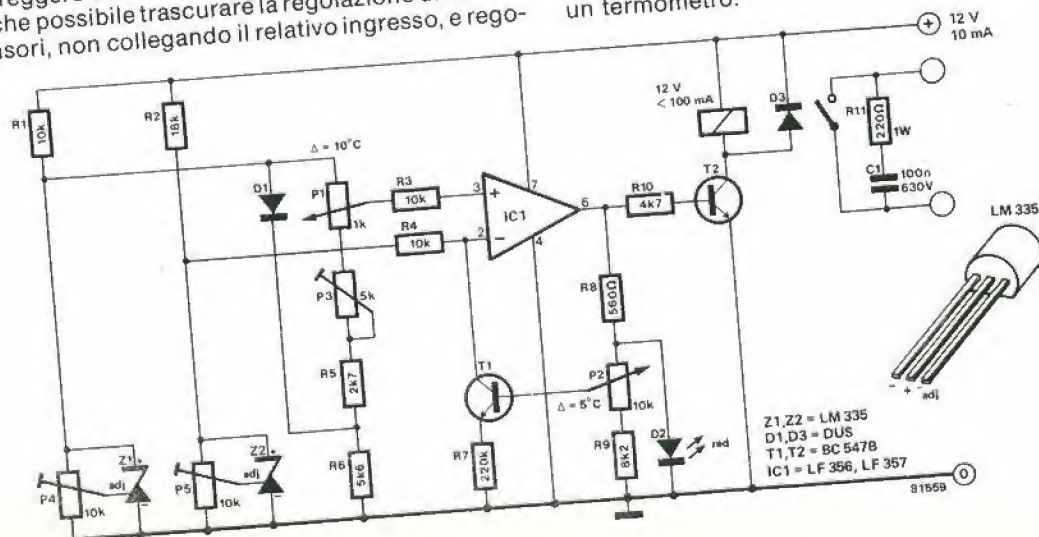 che possibile trascurare la regolazione
sori, non collegando il relativo ingresso, e rego-
un termometro.
+
12 V
10 mA
R1
10k
R2
18k
Δ = 10°C
D1
P1
1k
R3
10k
R4
10k
3
+
2
−
7
IC1
4
6
R10
4k7
12 V
< 100 mA
D3
T2
R11
220Ω
1W
C1
100n
630V
LM 335
- + adj
P3
5k
R5
2k7
R6
5k6
T1
R7
220k
R8
560Ω
P2
10k
Δ = 5°C
R9
8k2
D2
red
P4
10k
Z1
+
adj
−
P5
10k
Z2
+
adj
−
Z1,Z2 = LM 335
D1,D3 = DUS
T1,T2 = BC 547B
IC1 = LF 356, LF 357
0
81559